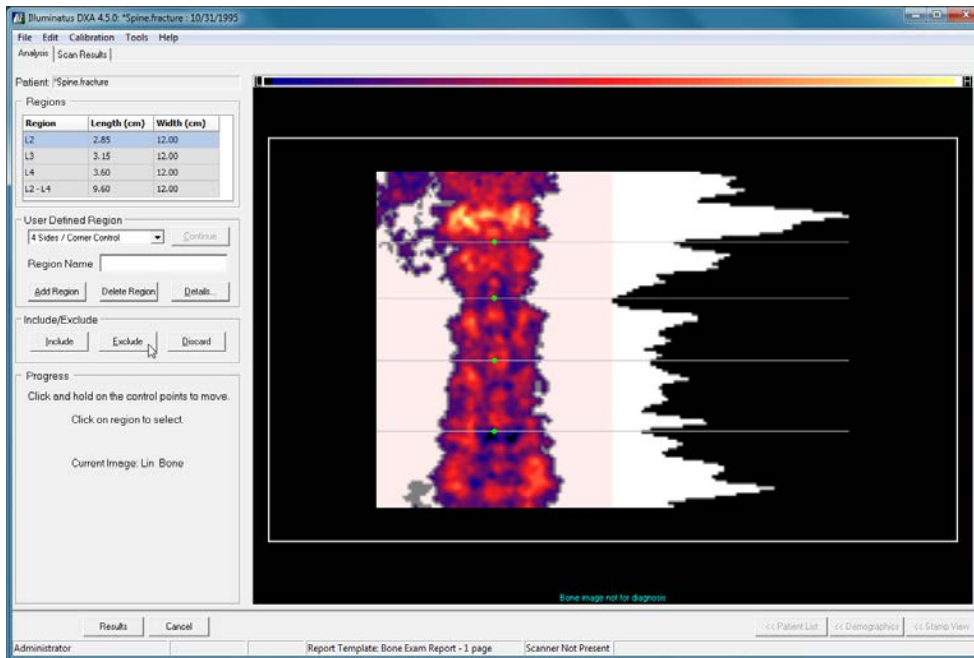 Illuminatus DXA 4.5.0: *Spine.fracture : 10/31/1995
File Edit Calibration Tools Help
Analysis Scan Results
Patient: *Spine.fracture
Regions
Region Length (cm) Width (cm)
L2 2.85 12.00
L3 3.15 12.00
L4 3.60 12.00
L2 - L4 9.60 12.00
User Defined Region
4 Sides / Corner Control Continue
Region Name
Add Region Delete Region Details...
Include/Exclude
Include Exclude Discard
Progress
Click and hold on the control points to move.
Click on region to select.
Current Image: Lin Bone
L H
Bone image not for diagnosis
Results Cancel << Patient List << Demographics << Stamp View
Administrator Report Template: Bone Exam Report - 1 page Scanner Not Present